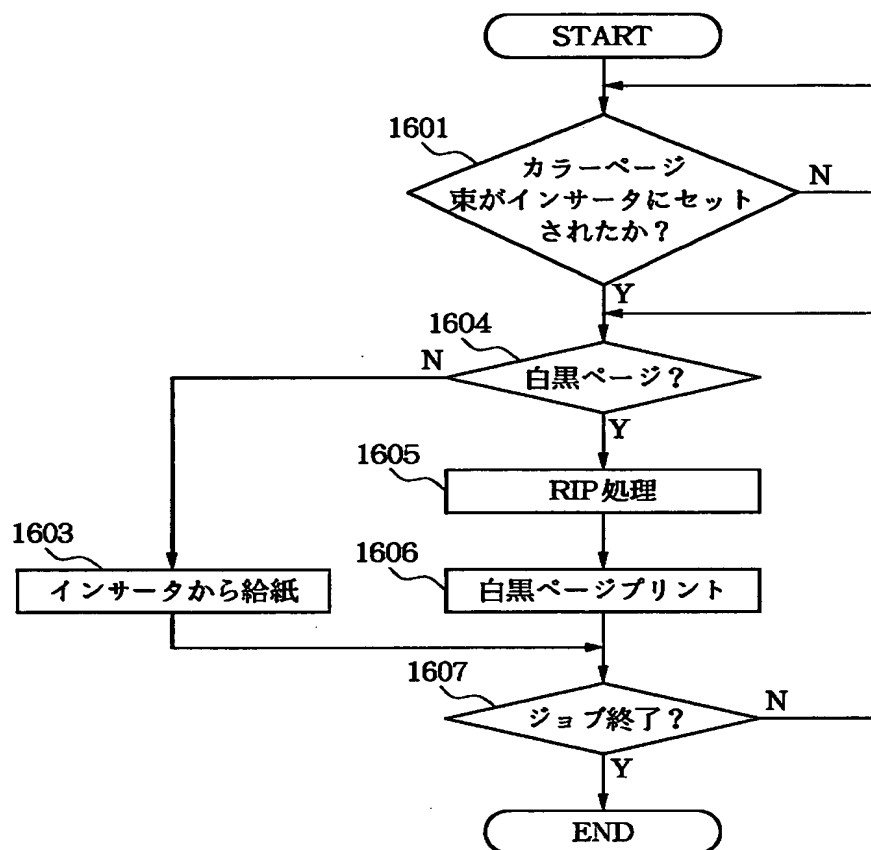 START
1601
カラーページ
束がインサータにセット
されたか？
N
Y
1604
N
白黒ページ？
Y
1605
RIP処理
1603
インサータから給紙
1606
白黒ページプリント
1607
ジョブ終了？
N
Y
END